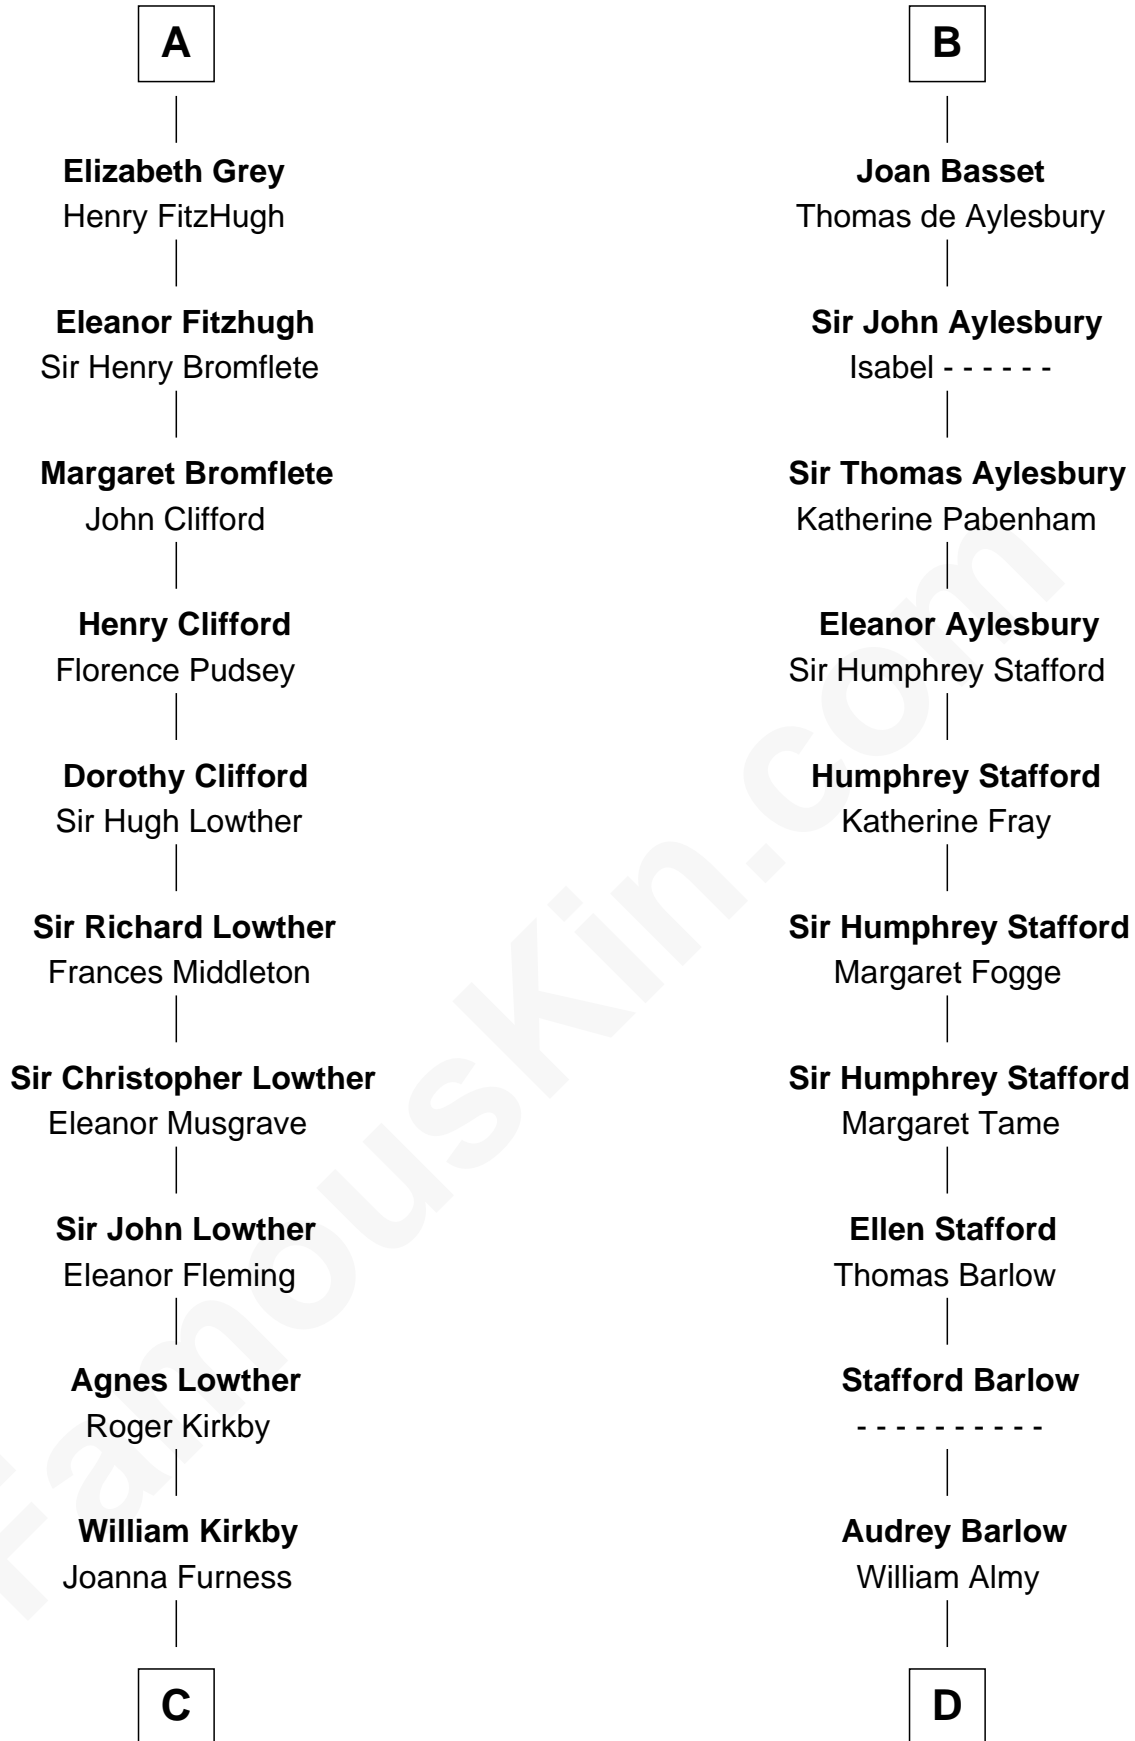 A
Elizabeth Grey
Henry FitzHugh
Eleanor Fitzhugh
Sir Henry Bromflete
Margaret Bromflete
John Clifford
Henry Clifford
Florence Pudsey
Dorothy Clifford
Sir Hugh Lowther
Sir Richard Lowther
Frances Middleton
Sir Christopher Lowther
Eleanor Musgrave
Sir John Lowther
Eleanor Fleming
Agnes Lowther
Roger Kirkby
William Kirkby
Joanna Furness
C
B
Joan Basset
Thomas de Aylesbury
Sir John Aylesbury
Isabel - - - - - -
Sir Thomas Aylesbury
Katherine Pabenham
Eleanor Aylesbury
Sir Humphrey Stafford
Humphrey Stafford
Katherine Fray
Sir Humphrey Stafford
Margaret Fogge
Sir Humphrey Stafford
Margaret Tame
Ellen Stafford
Thomas Barlow
Stafford Barlow
- - - - - - - - - -
Audrey Barlow
William Almy
D
FamousKin.com